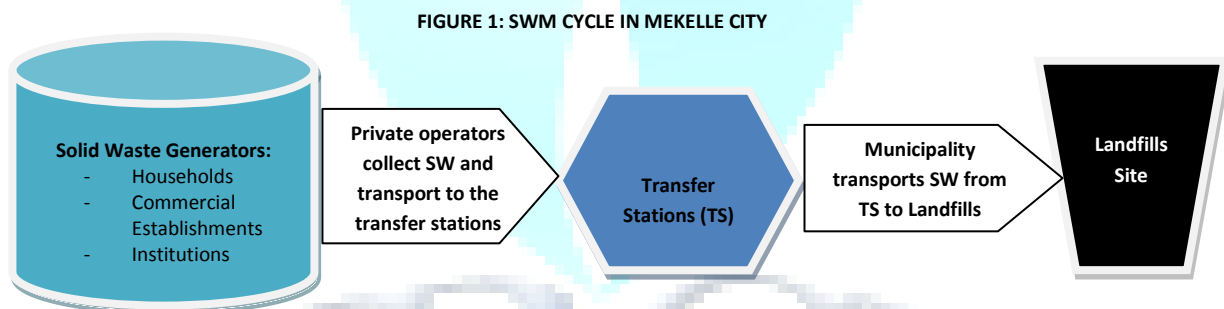 FIGURE 1: SWM CYCLE IN MEKELLE CITY
Solid Waste Generators:
- Households
- Commercial
Establishments
- Institutions
Private operators
collect SW and
transport to the
transfer stations
Transfer
Stations (TS)
Municipality
transports SW from
TS to Landfills
Landfills
Site